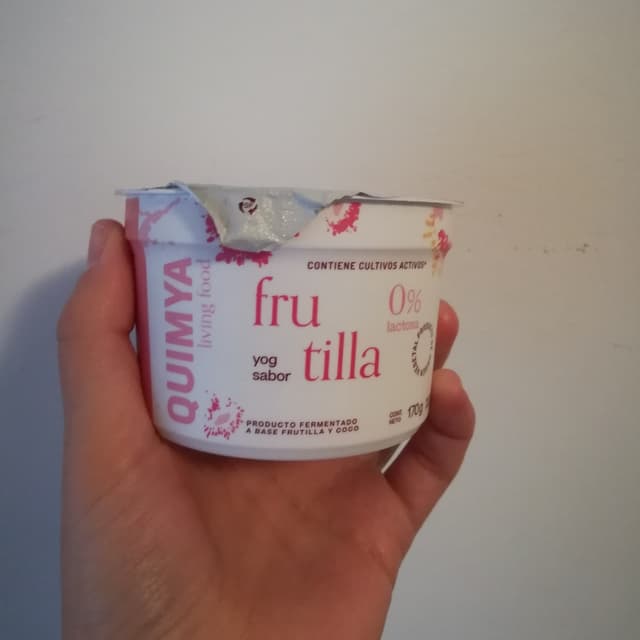 QUIMYA
living food
CONTIENE CULTIVOS ACTIVOS*
fru
tilla
yog
sabor
0%
lactosa
PRODUCTO FERMENTADO
A BASE FRUTILLA Y COCO
CONT.
NETO
170g